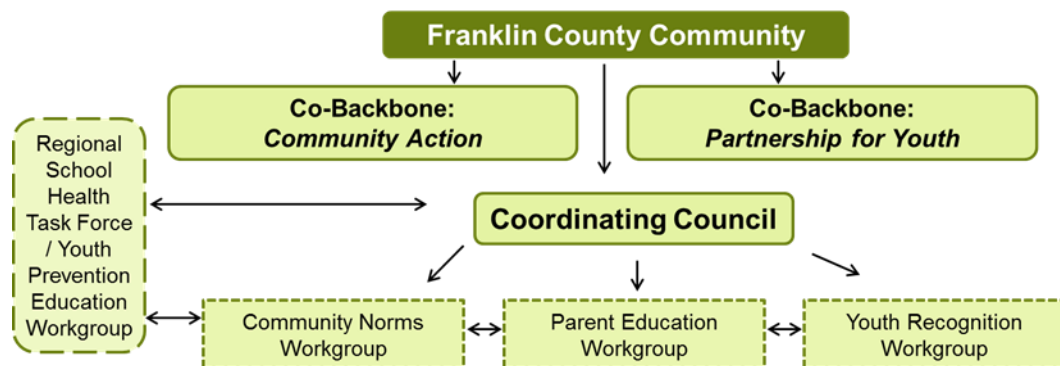 Franklin County Community
Co-Backbone:
Community Action
Co-Backbone:
Partnership for Youth
Regional
School
Health
Task Force
/ Youth
Prevention
Education
Workgroup
Coordinating Council
Community Norms
Workgroup
Parent Education
Workgroup
Youth Recognition
Workgroup